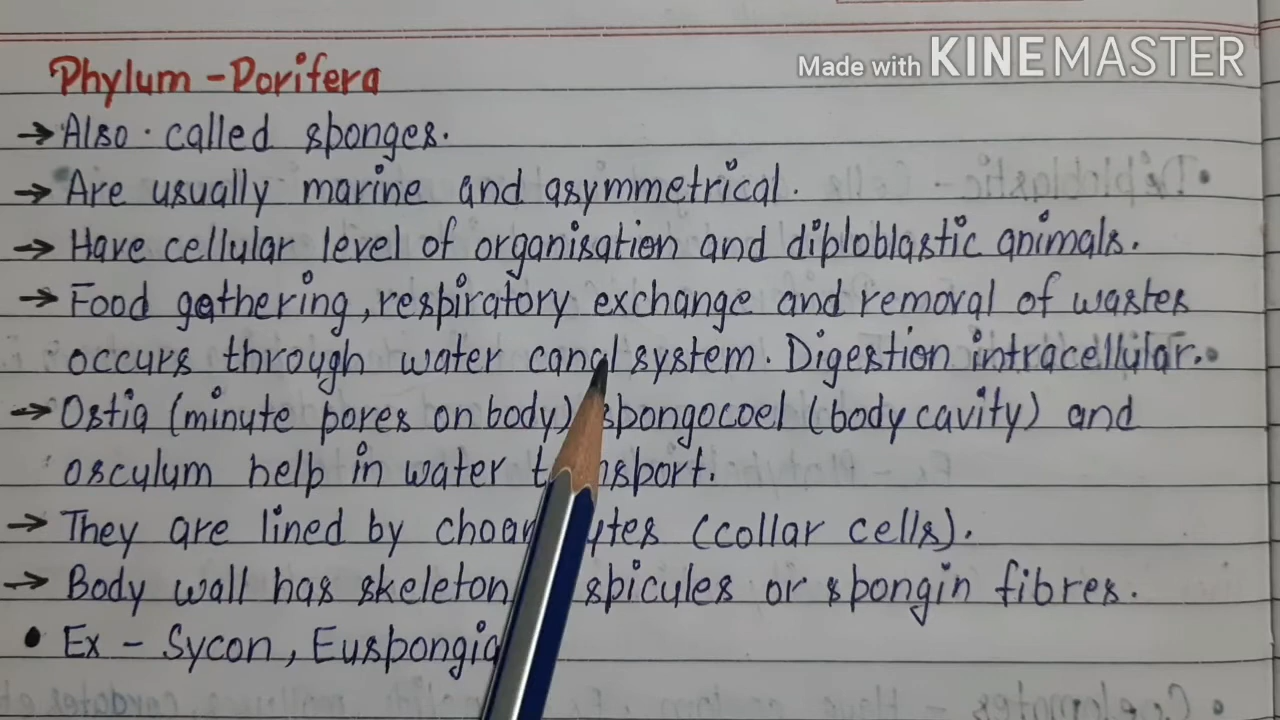 Made with KINEMASTER
Phylum - Porifera
→ Also called sponges.
→ Are usually marine and asymmetrical.
→ Have cellular level of organisation and diploblastic animals.
→ Food gathering, respiratory exchange and removal of wastes
occurs through water canal system. Digestion intracellular.
→ Ostia (minute pores on body) spongocoel (body cavity) and
osculum help in water transport.
→ They are lined by choanocytes (collar cells).
→ Body wall has skeleton spicules or spongin fibres.
• Ex - Sycon, Euspongia